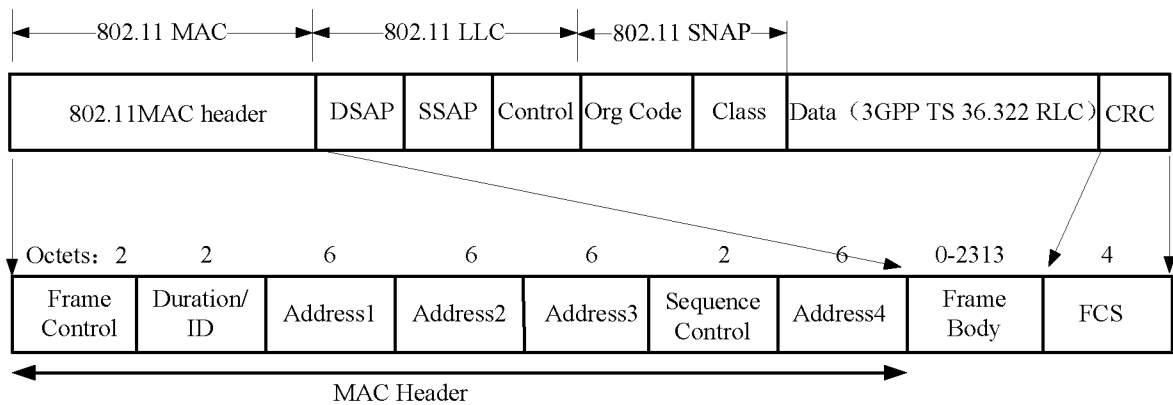 802.11 MAC 802.11 LLC 802.11 SNAP
802.11MAC header DSAP SSAP Control Org Code Class Data（3GPP TS 36.322 RLC） CRC
Octets：2 2 6 6 6 2 6 0-2313 4
Frame Control Duration/ ID Address1 Address2 Address3 Sequence Control Address4 Frame Body FCS
MAC Header